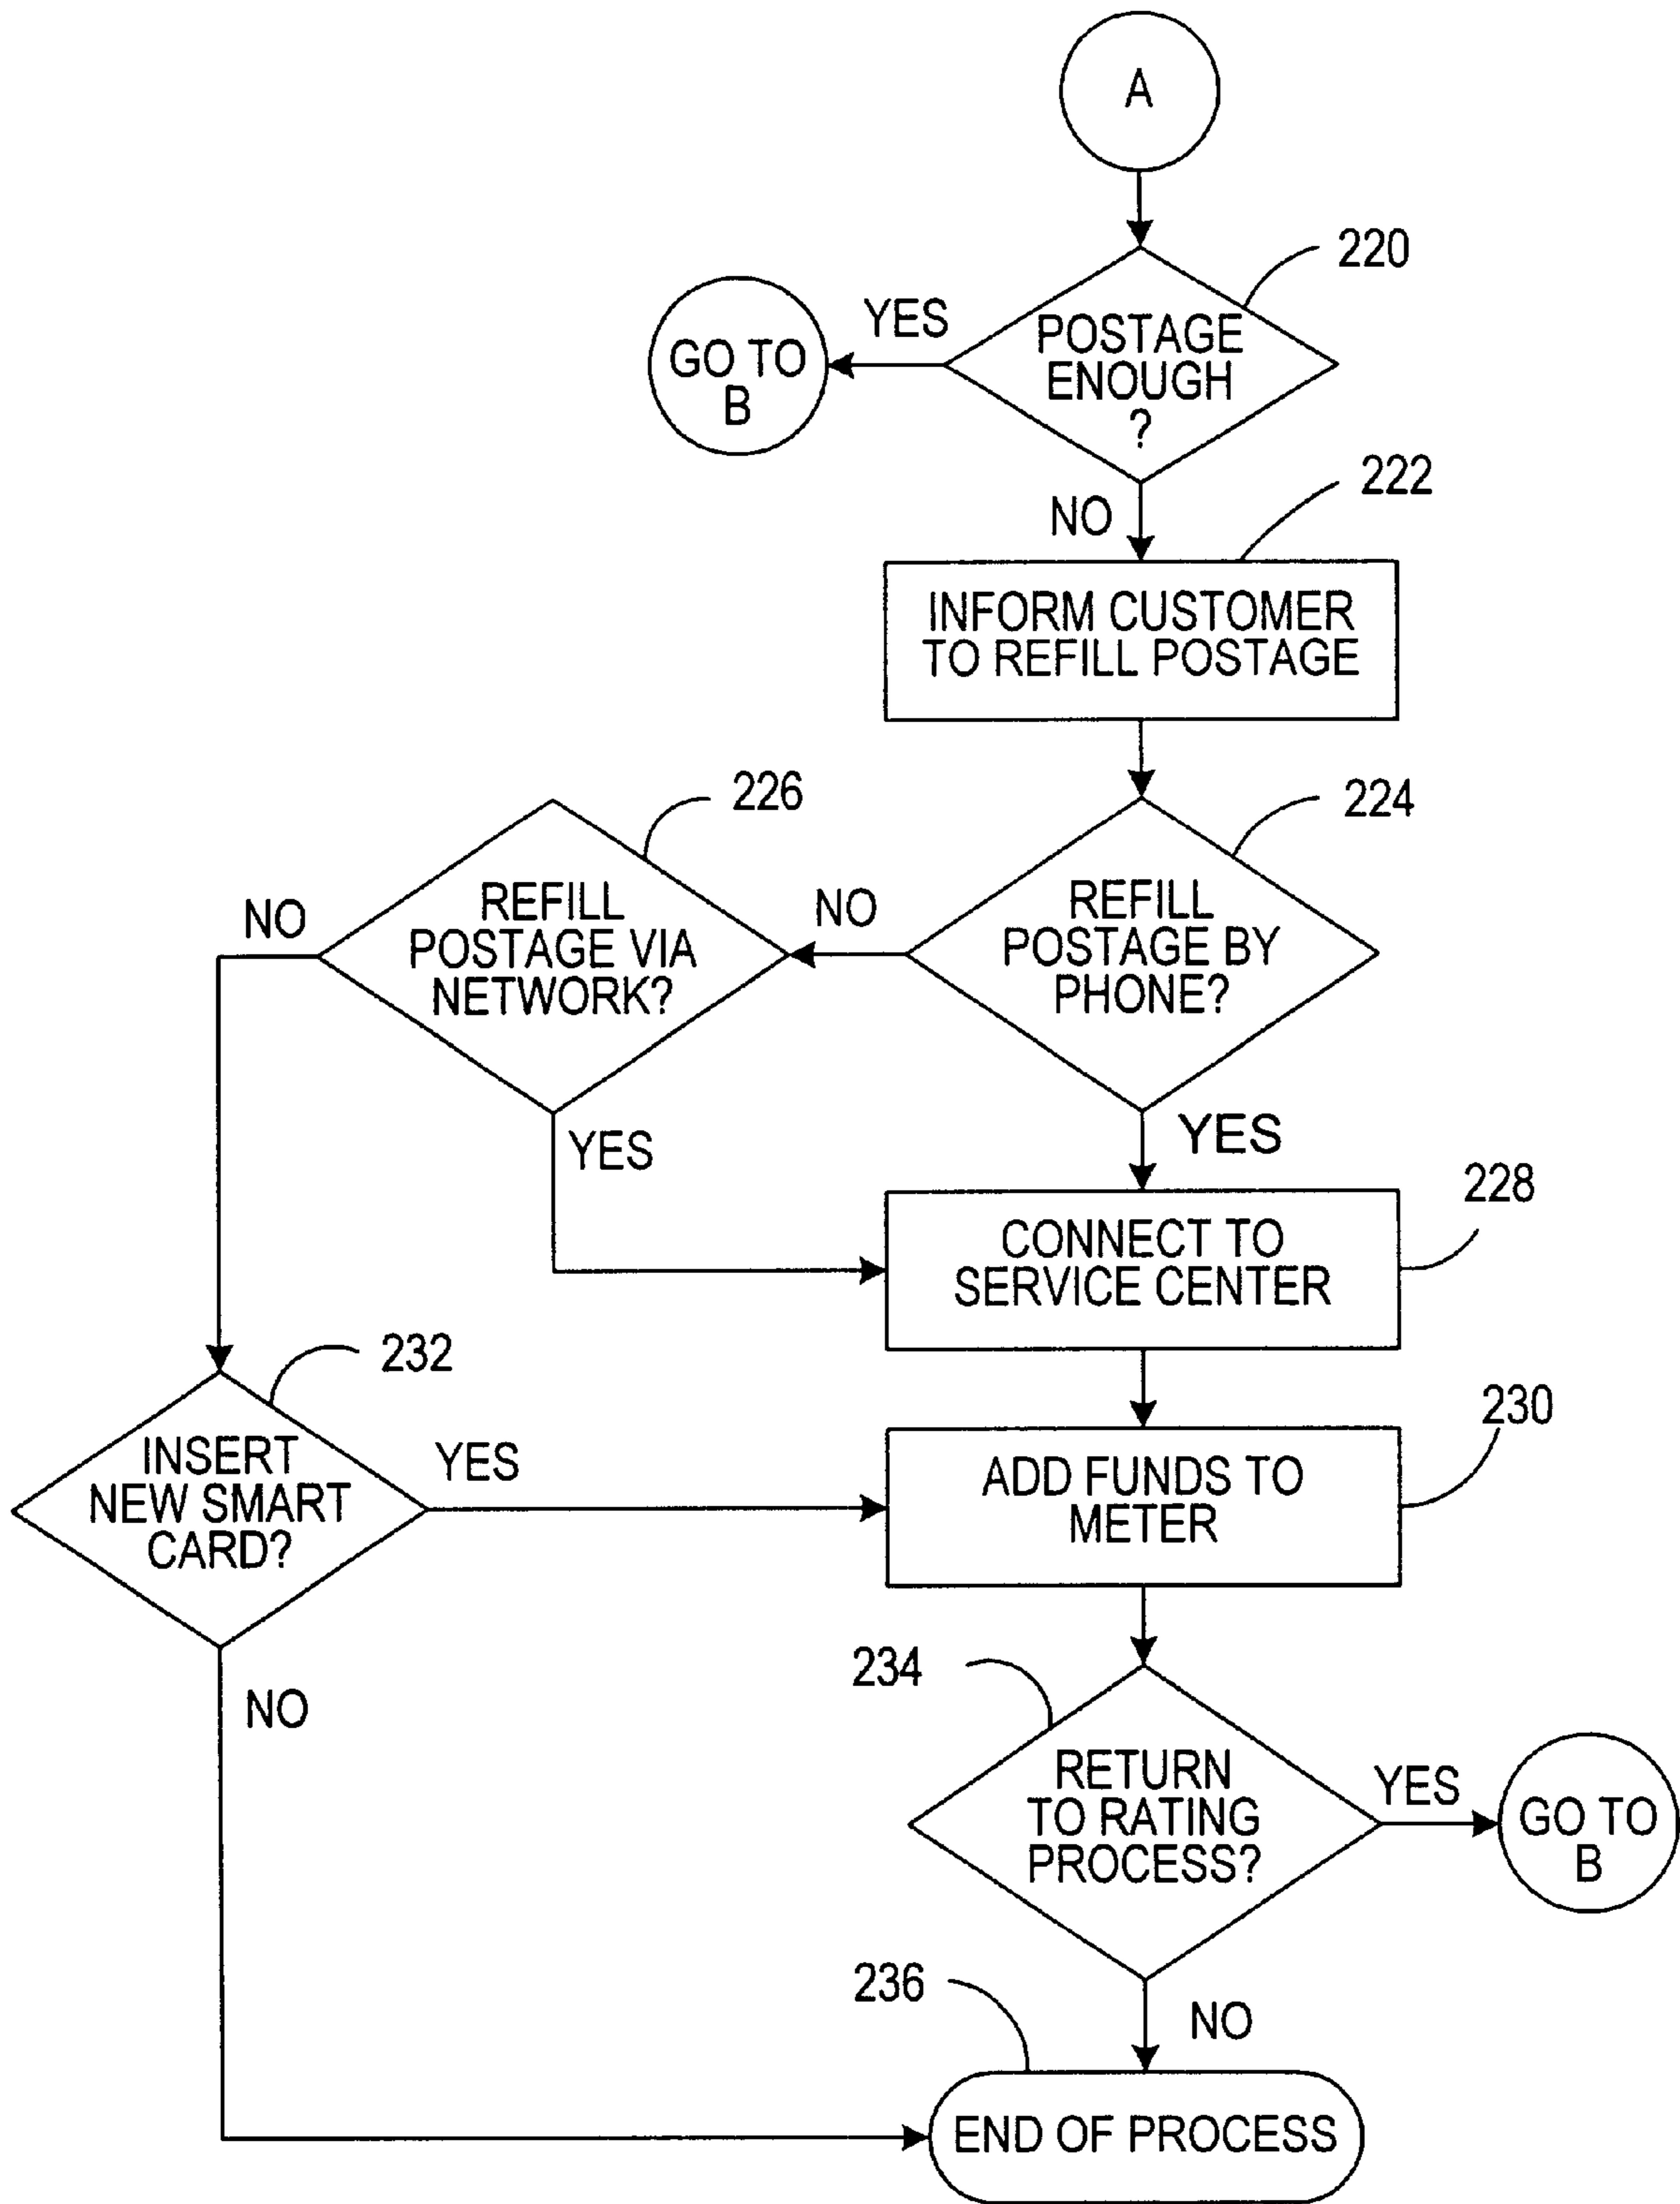 A
220
POSTAGE
ENOUGH
?
YES
GO TO
B
NO
222
INFORM CUSTOMER
TO REFILL POSTAGE
224
REFILL
POSTAGE BY
PHONE?
NO
226
REFILL
POSTAGE VIA
NETWORK?
NO
YES
YES
228
CONNECT TO
SERVICE CENTER
232
INSERT
NEW SMART
CARD?
YES
230
ADD FUNDS TO
METER
NO
234
RETURN
TO RATING
PROCESS?
YES
GO TO
B
NO
236
END OF PROCESS